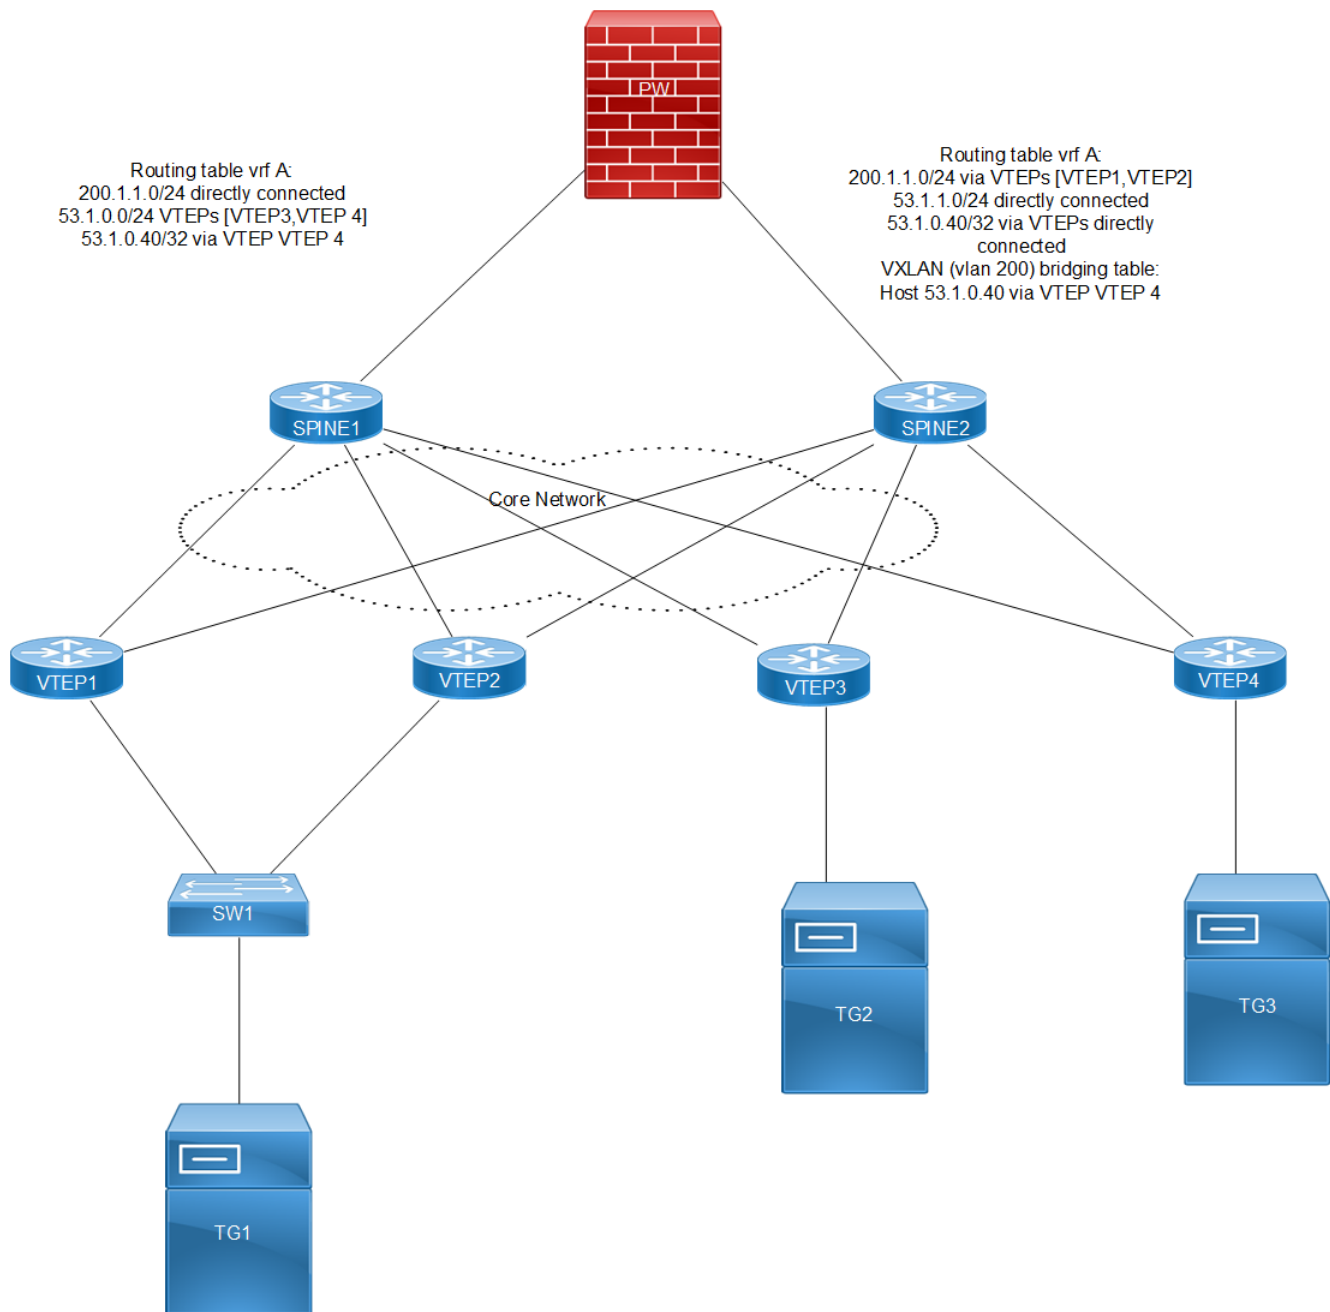 PW
Routing table vrf A:
200.1.1.0/24 directly connected
53.1.0.0/24 VTEPs [VTEP3,VTEP 4]
53.1.0.40/32 via VTEP VTEP 4
Routing table vrf A:
200.1.1.0/24 via VTEPs [VTEP1,VTEP2]
53.1.1.0/24 directly connected
53.1.0.40/32 via VTEPs directly
connected
VXLAN (vlan 200) bridging table:
Host 53.1.0.40 via VTEP VTEP 4
SPINE1
SPINE2
Core Network
VTEP1
VTEP2
VTEP3
VTEP4
SW1
TG2
TG3
TG1